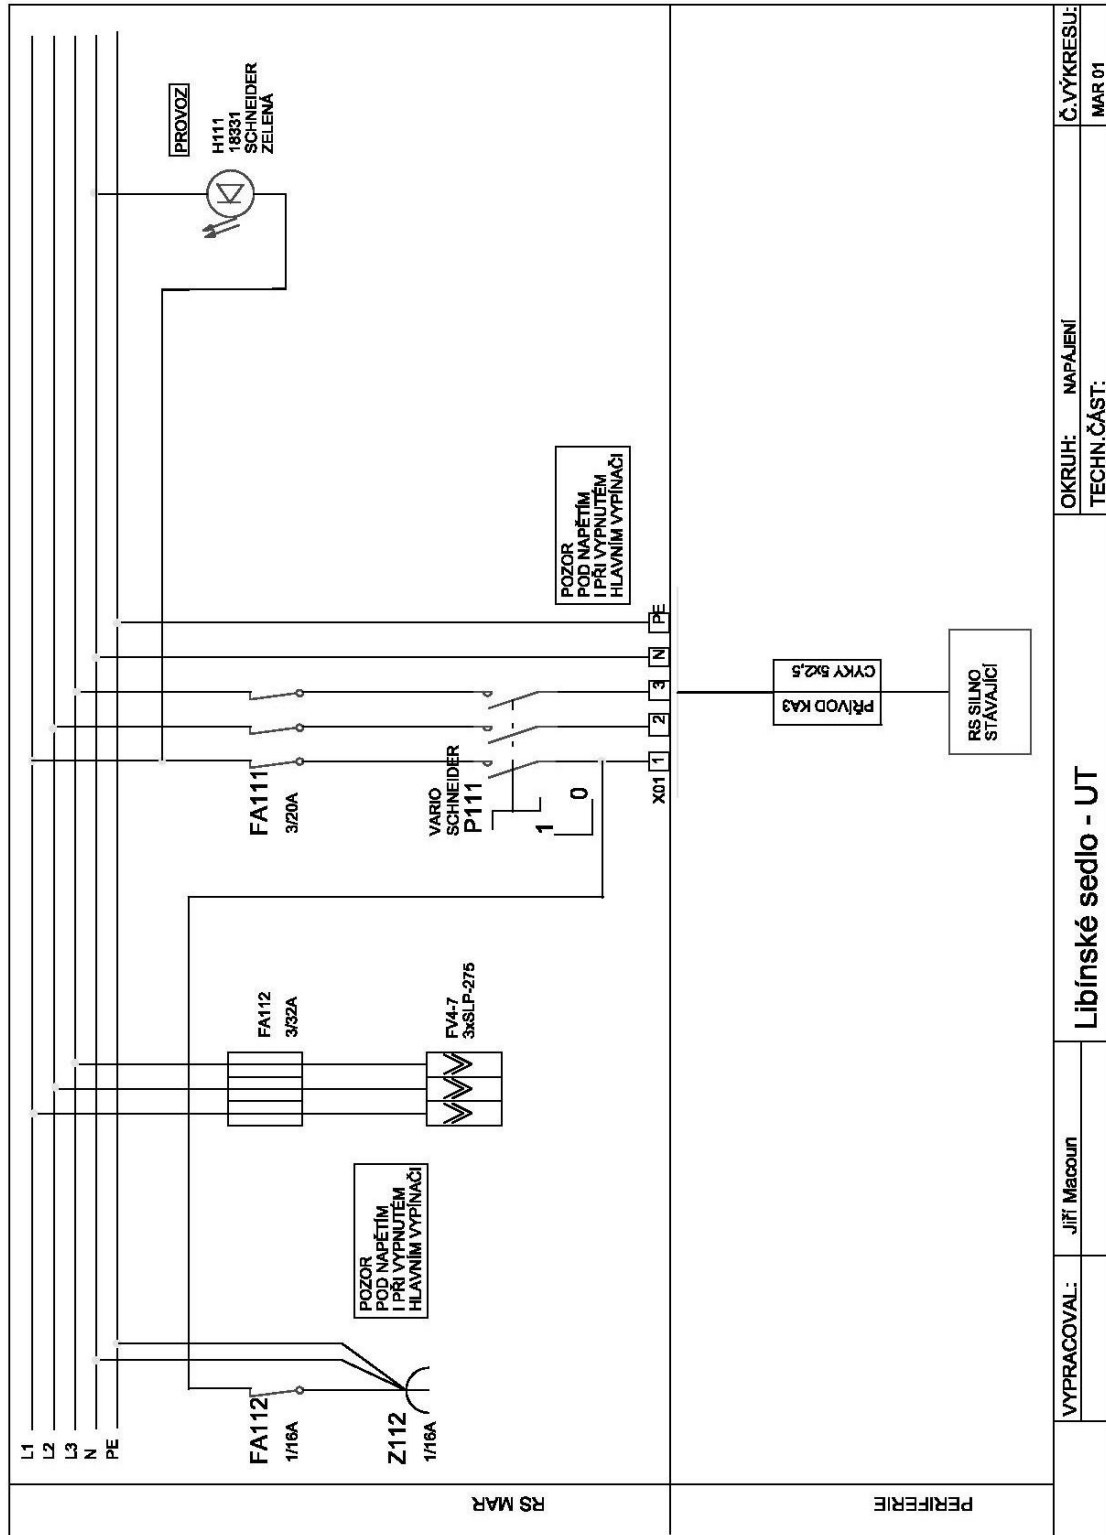 L1
L2
L3
N
PE
FA112
1/16A
Z112
1/16A
POZOR
POD NAPĚTÍM
I PŘI VYPNUTÉM
HLAVNÍM VYPÍNAČI
FA112
3/32A
FV4-7
3xSLP-275
FA111
3/20A
VARIO
SCHNEIDER
P111
1
0
X01
1
2
3
N
PE
POZOR
POD NAPĚTÍM
I PŘI VYPNUTÉM
HLAVNÍM VYPÍNAČI
PROVOZ
H111
18331
SCHNEIDER
ZELENÁ
RS MAR
PERIFERIE
PŘÍVOD KA3
CYKY 5x2,5
RS SILNO
STÁVAJÍCÍ
VYPRACOVAL:
Jiří Macoun
Libínské sedlo - UT
OKRUH: NAPÁJENÍ
TECHN.ČÁST:
Č.VÝKRESU:
MAR 01